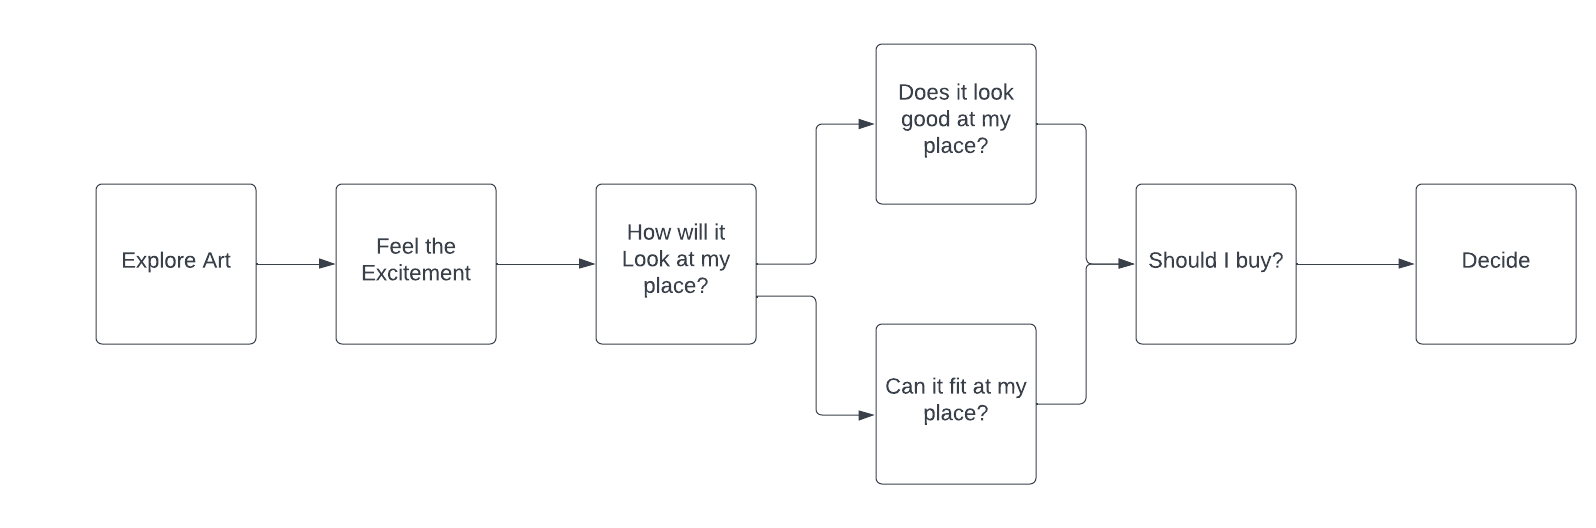 Explore Art
Feel the
Excitement
How will it
Look at my
place?
Does it look
good at my
place?
Can it fit at my
place?
Should I buy?
Decide